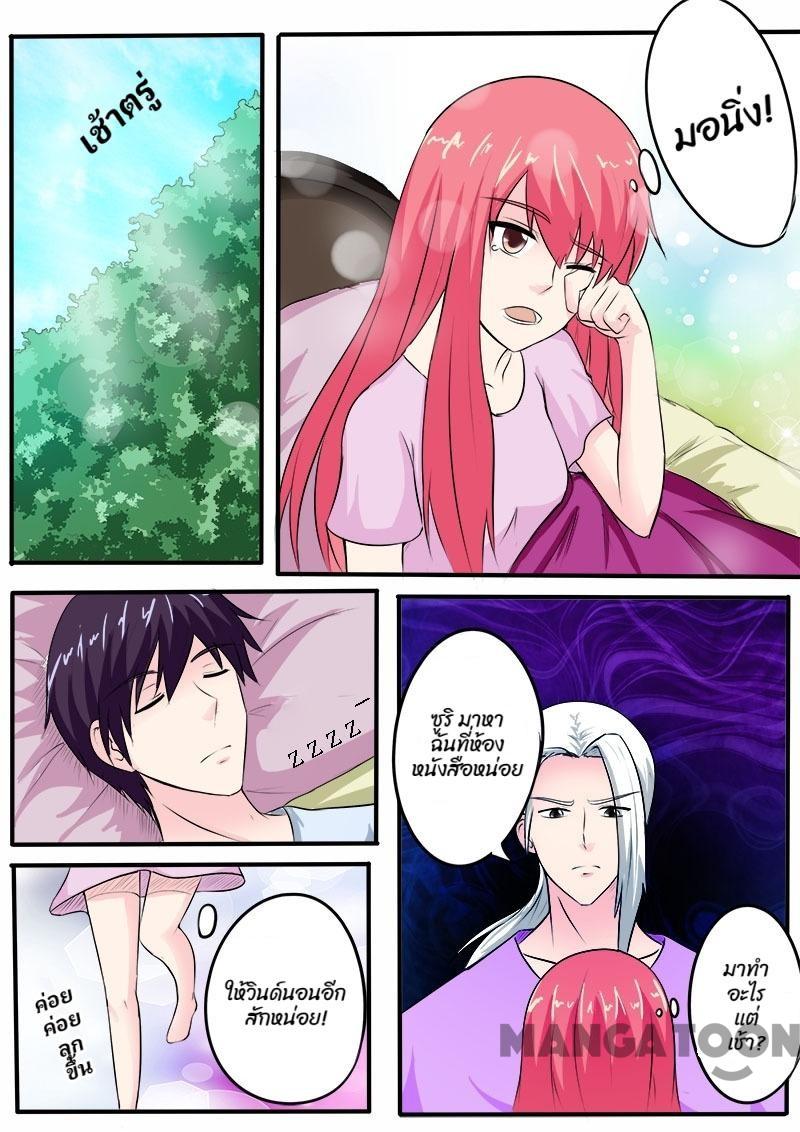 เช้าตรู่
มอนิ่ง!
ZZZZ~
ให้วินด์นอนอีก
สักหน่อย!
ค่อย
ค่อย
ลุก
ขึ้น
ซูริ มาหา
ฉันที่ห้อง
หนังสือหน่อย
มาทำ
อะไร
แต่
เช้า?
MANGATOON